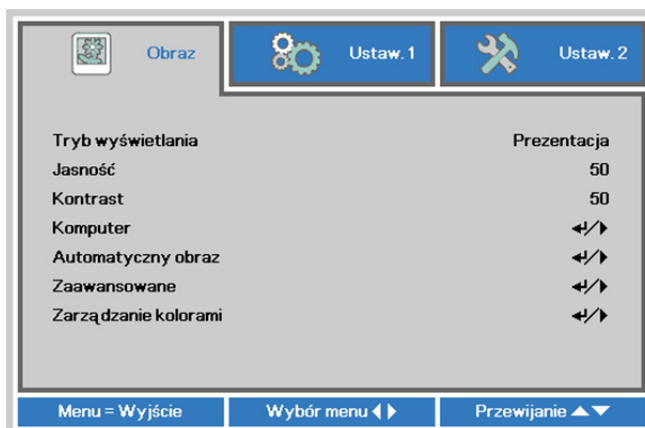 Obraz Ustaw. 1 Ustaw. 2
Tryb wyświetlania Prezentacja
Jasność 50
Kontrast 50
Komputer ↵/▶
Automatyczny obraz ↵/▶
Zaawansowane ↵/▶
Zarządzanie kolorami ↵/▶
Menu = Wyjście Wybór menu ◀▶ Przewijanie ▲▼